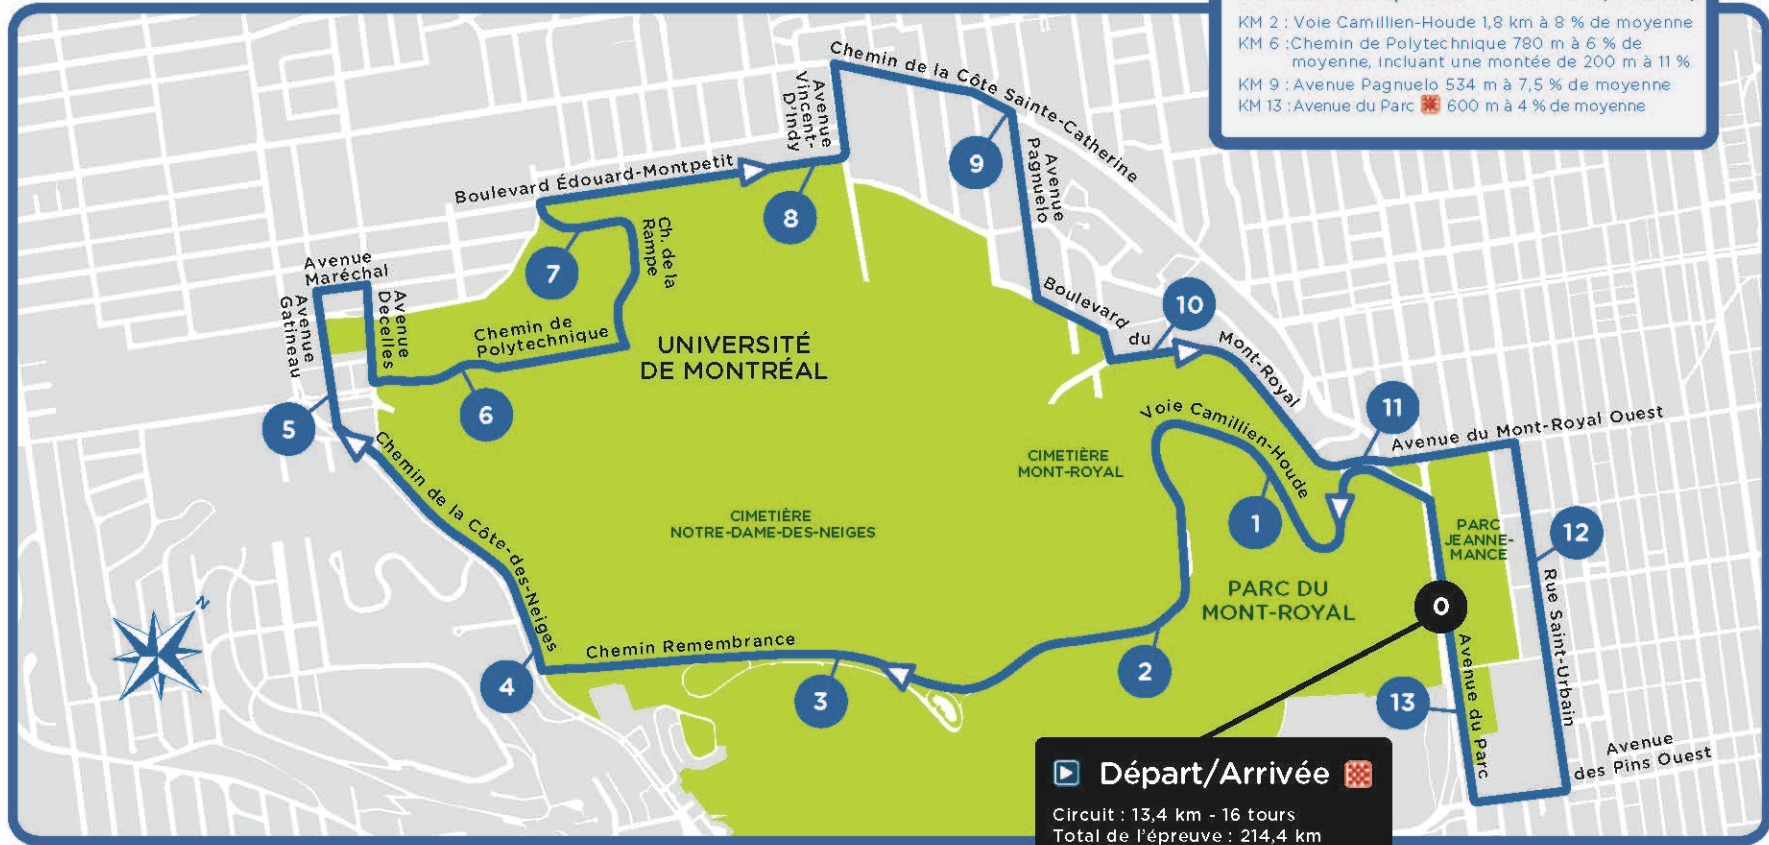 KM 2 : Voie Camillien-Houde 1,8 km à 8 % de moyenne
KM 6 :Chemin de Polytechnique 780 m à 6 % de
moyenne, incluant une montée de 200 m à 11 %
KM 9 : Avenue Pagnuelo 534 m à 7,5 % de moyenne
KM 13 : Avenue du Parc 600 m à 4 % de moyenne
Chemin de la Côte Sainte-Catherine
Avenue
Vincent-
D'Indy
9
Avenue
Pagnuelo
Boulevard Édouard-Montpetit
8
Ch. de la
Rampe
7
Avenue
Maréchal
Avenue
Gatineau
Avenue
Decelles
Chemin de
Polytechnique
UNIVERSITÉ
DE MONTRÉAL
Boulevard du Mont-Royal
10
6
5
11
Avenue du Mont-Royal Ouest
Voie Camillien-Houde
CIMETIÈRE
MONT-ROYAL
Chemin de la Côte-des-Neiges
CIMETIÈRE
NOTRE-DAME-DES-NEIGES
1
PARC
JEANNE-
MANCE
12
N
PARC DU
MONT-ROYAL
0
Rue Saint-Urbain
Chemin Remembrance
2
4
3
13
Avenue du Parc
Avenue
des Pins Ouest
Départ/Arrivée
Circuit : 13,4 km - 16 tours
Total de l'épreuve : 214,4 km